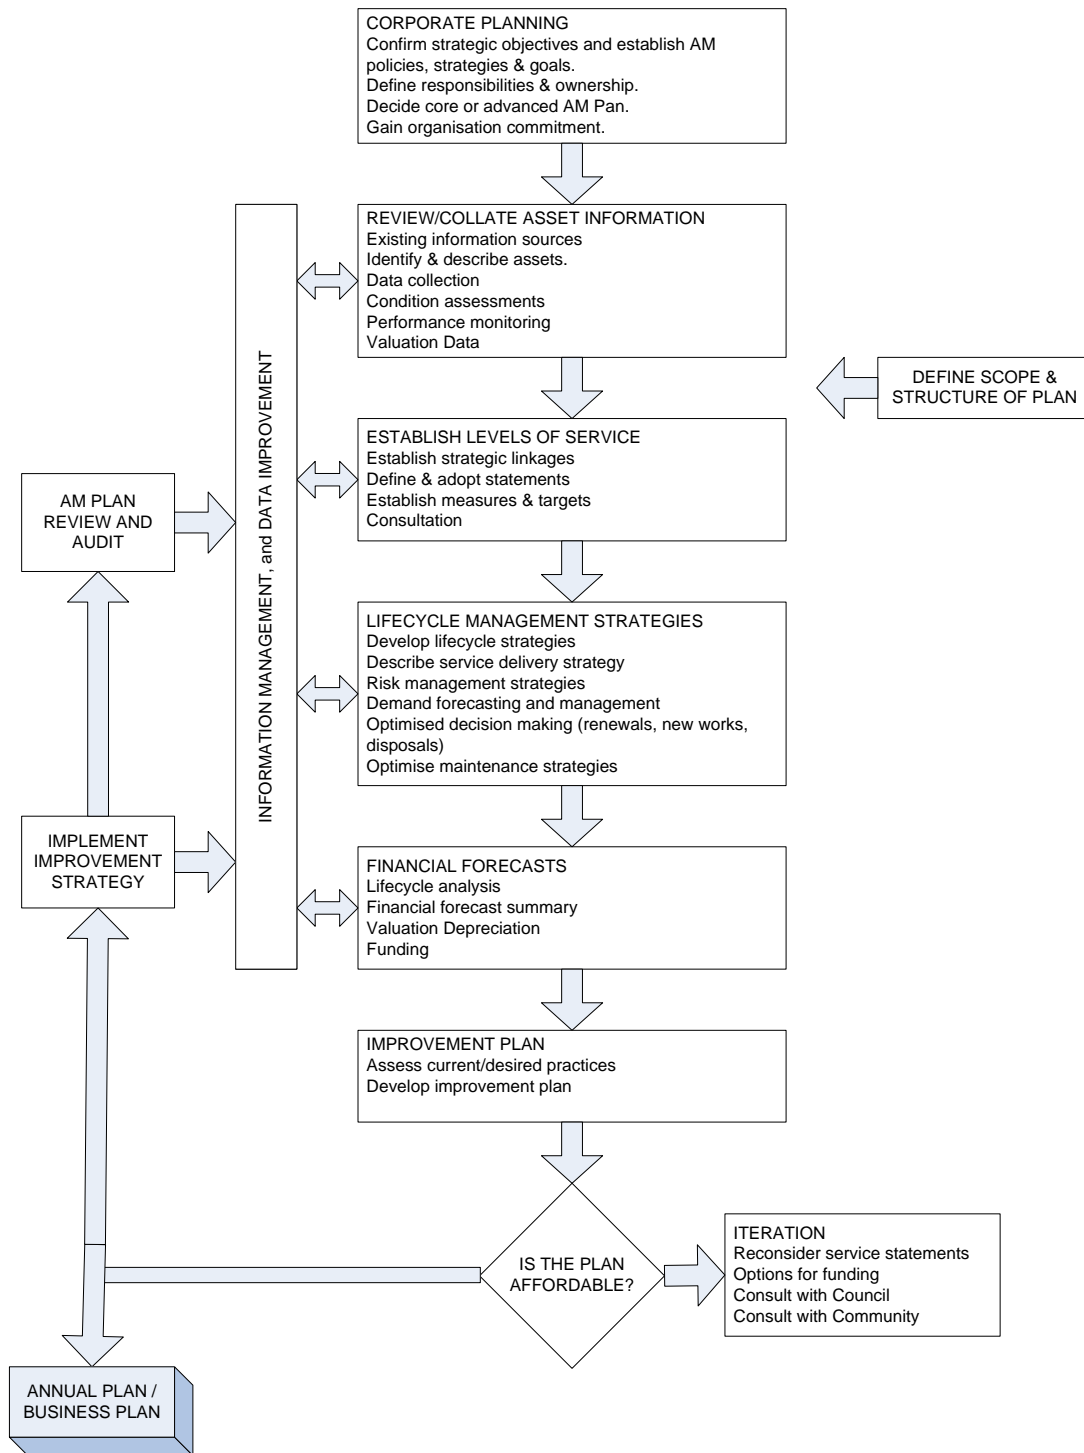 CORPORATE PLANNING
Confirm strategic objectives and establish AM
policies, strategies & goals.
Define responsibilities & ownership.
Decide core or advanced AM Pan.
Gain organisation commitment.
REVIEW/COLLATE ASSET INFORMATION
Existing information sources
Identify & describe assets.
Data collection
Condition assessments
Performance monitoring
Valuation Data
DEFINE SCOPE &
STRUCTURE OF PLAN
INFORMATION MANAGEMENT, and DATA IMPROVEMENT
ESTABLISH LEVELS OF SERVICE
Establish strategic linkages
Define & adopt statements
Establish measures & targets
Consultation
AM PLAN
REVIEW AND
AUDIT
LIFECYCLE MANAGEMENT STRATEGIES
Develop lifecycle strategies
Describe service delivery strategy
Risk management strategies
Demand forecasting and management
Optimised decision making (renewals, new works,
disposals)
Optimise maintenance strategies
IMPLEMENT
IMPROVEMENT
STRATEGY
FINANCIAL FORECASTS
Lifecycle analysis
Financial forecast summary
Valuation Depreciation
Funding
IMPROVEMENT PLAN
Assess current/desired practices
Develop improvement plan
IS THE PLAN
AFFORDABLE?
ITERATION
Reconsider service statements
Options for funding
Consult with Council
Consult with Community
ANNUAL PLAN /
BUSINESS PLAN